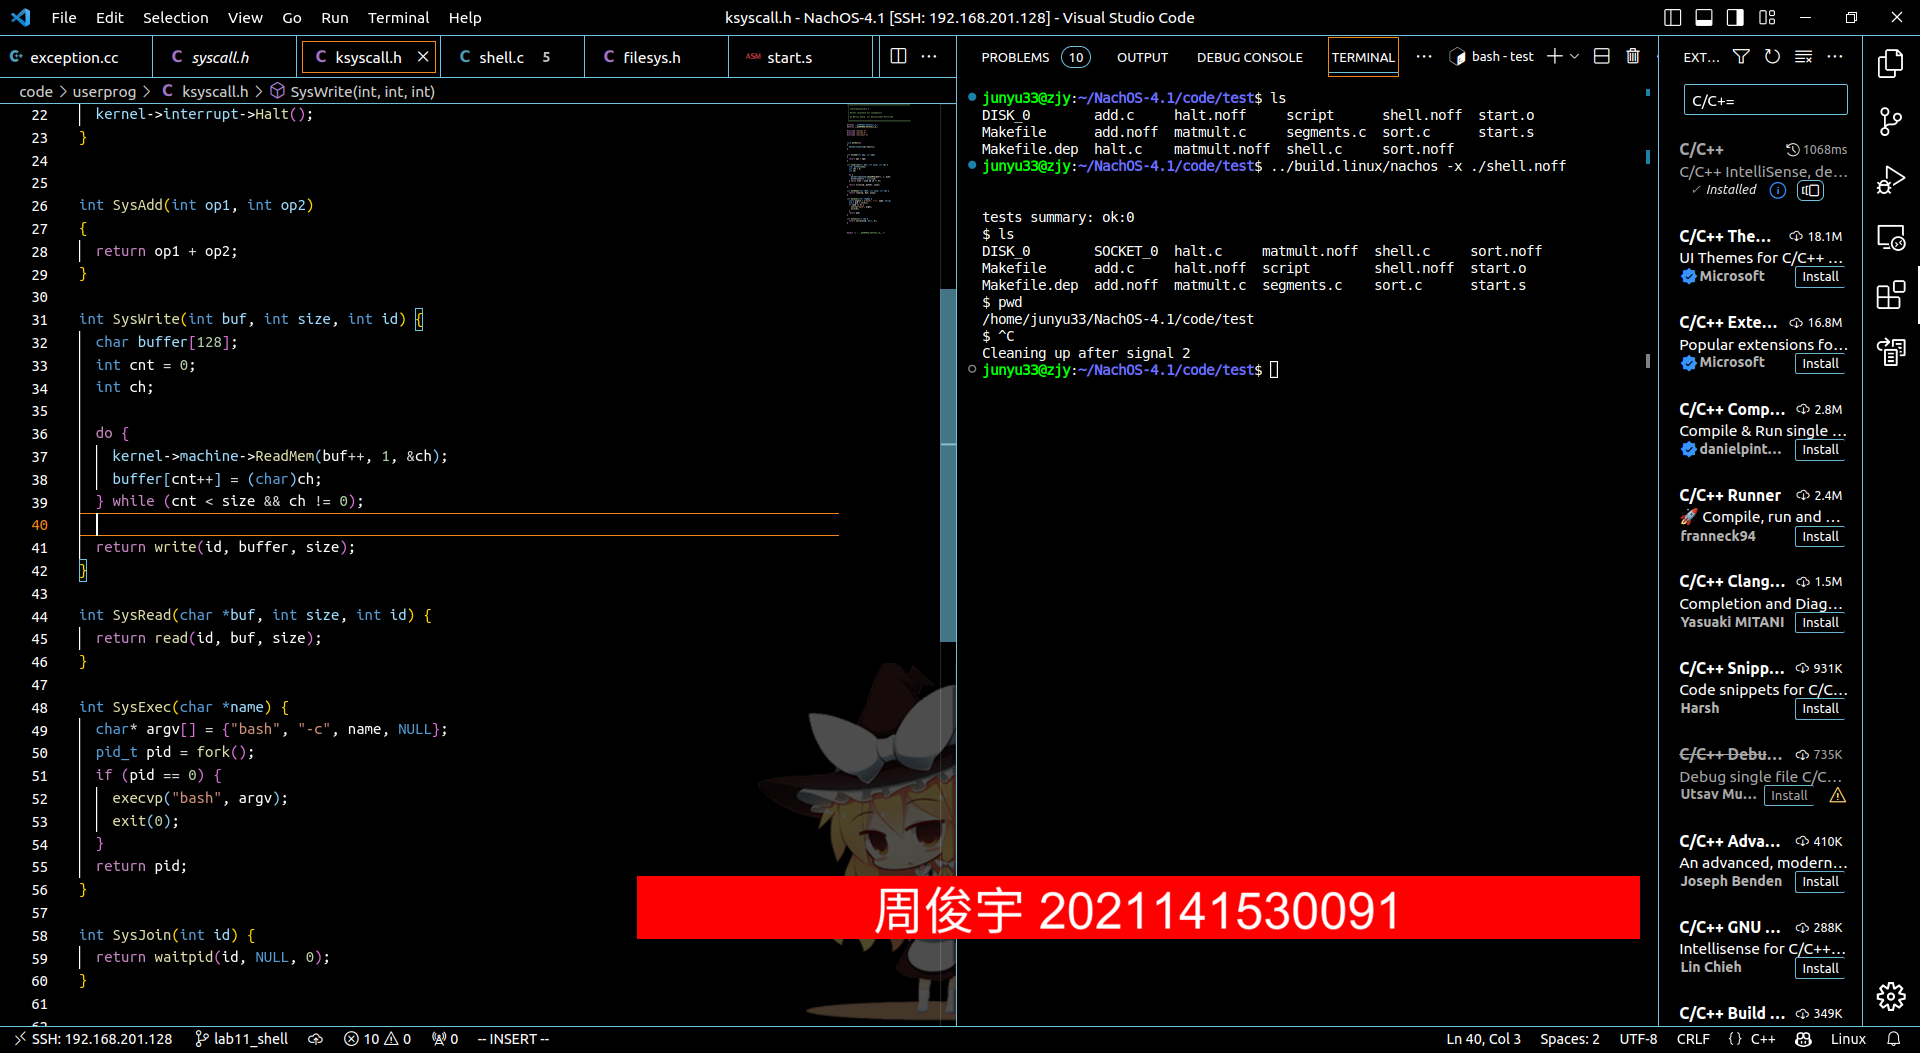 File Edit Selection View Go Run Terminal Help
ksyscall.h - NachOS-4.1 [SSH: 192.168.201.128] - Visual Studio Code
exception.cc
syscall.h
ksyscall.h
shell.c 5
filesys.h
ASM start.s
code > userprog > C ksyscall.h > SysWrite(int, int, int)
22 kernel->interrupt->Halt();
23 }
24
25
26 int SysAdd(int op1, int op2)
27 {
28 return op1 + op2;
29 }
30
31 int SysWrite(int buf, int size, int id) {
32 char buffer[128];
33 int cnt = 0;
34 int ch;
35
36 do {
37 kernel->machine->ReadMem(buf++, 1, &ch);
38 buffer[cnt++] = (char)ch;
39 } while (cnt < size && ch != 0);
40
41 return write(id, buffer, size);
42 }
43
44 int SysRead(char *buf, int size, int id) {
45 return read(id, buf, size);
46 }
47
48 int SysExec(char *name) {
49 char* argv[] = {"bash", "-c", name, NULL};
50 pid_t pid = fork();
51 if (pid == 0) {
52 execvp("bash", argv);
53 exit(0);
54 }
55 return pid;
56 }
57
58 int SysJoin(int id) {
59 return waitpid(id, NULL, 0);
60 }
61
PROBLEMS 10 OUTPUT DEBUG CONSOLE TERMINAL ··· bash - test
junyu33@zjy:~/NachOS-4.1/code/test$ ls
DISK_0 add.c halt.noff script shell.noff start.o
Makefile add.noff matmult.c segments.c sort.c start.s
Makefile.dep halt.c matmult.noff shell.c sort.noff
junyu33@zjy:~/NachOS-4.1/code/test$ ../build.linux/nachos -x ./shell.noff
tests summary: ok:0
$ ls
DISK_0 SOCKET_0 halt.c matmult.noff shell.c sort.noff
Makefile add.c halt.noff script shell.noff start.o
Makefile.dep add.noff matmult.c segments.c sort.c start.s
$ pwd
/home/junyu33/NachOS-4.1/code/test
$ ^C
Cleaning up after signal 2
junyu33@zjy:~/NachOS-4.1/code/test$
周俊宇 2021141530091
EXT... ···
C/C+=
C/C++ 1068ms
C/C++ IntelliSense, de...
✓ Installed
C/C++ The... 18.1M
UI Themes for C/C++ ...
Microsoft Install
C/C++ Exte... 16.8M
Popular extensions fo...
Microsoft Install
C/C++ Comp... 2.8M
Compile & Run single ...
danielpint... Install
C/C++ Runner 2.4M
🚀 Compile, run and ...
franneck94 Install
C/C++ Clang... 1.5M
Completion and Diag...
Yasuaki MITANI Install
C/C++ Snipp... 931K
Code snippets for C/C...
Harsh Install
C/C++ Debu... 735K
Debug single file C/C...
Utsav Mu... Install
C/C++ Adva... 410K
An advanced, modern...
Joseph Benden Install
C/C++ GNU ... 288K
Intellisense for C/C++...
Lin Chieh Install
C/C++ Build ... 349K
SSH: 192.168.201.128 lab11_shell 10 0 0 -- INSERT --
Ln 40, Col 3 Spaces: 2 UTF-8 CRLF {} C++ Linux